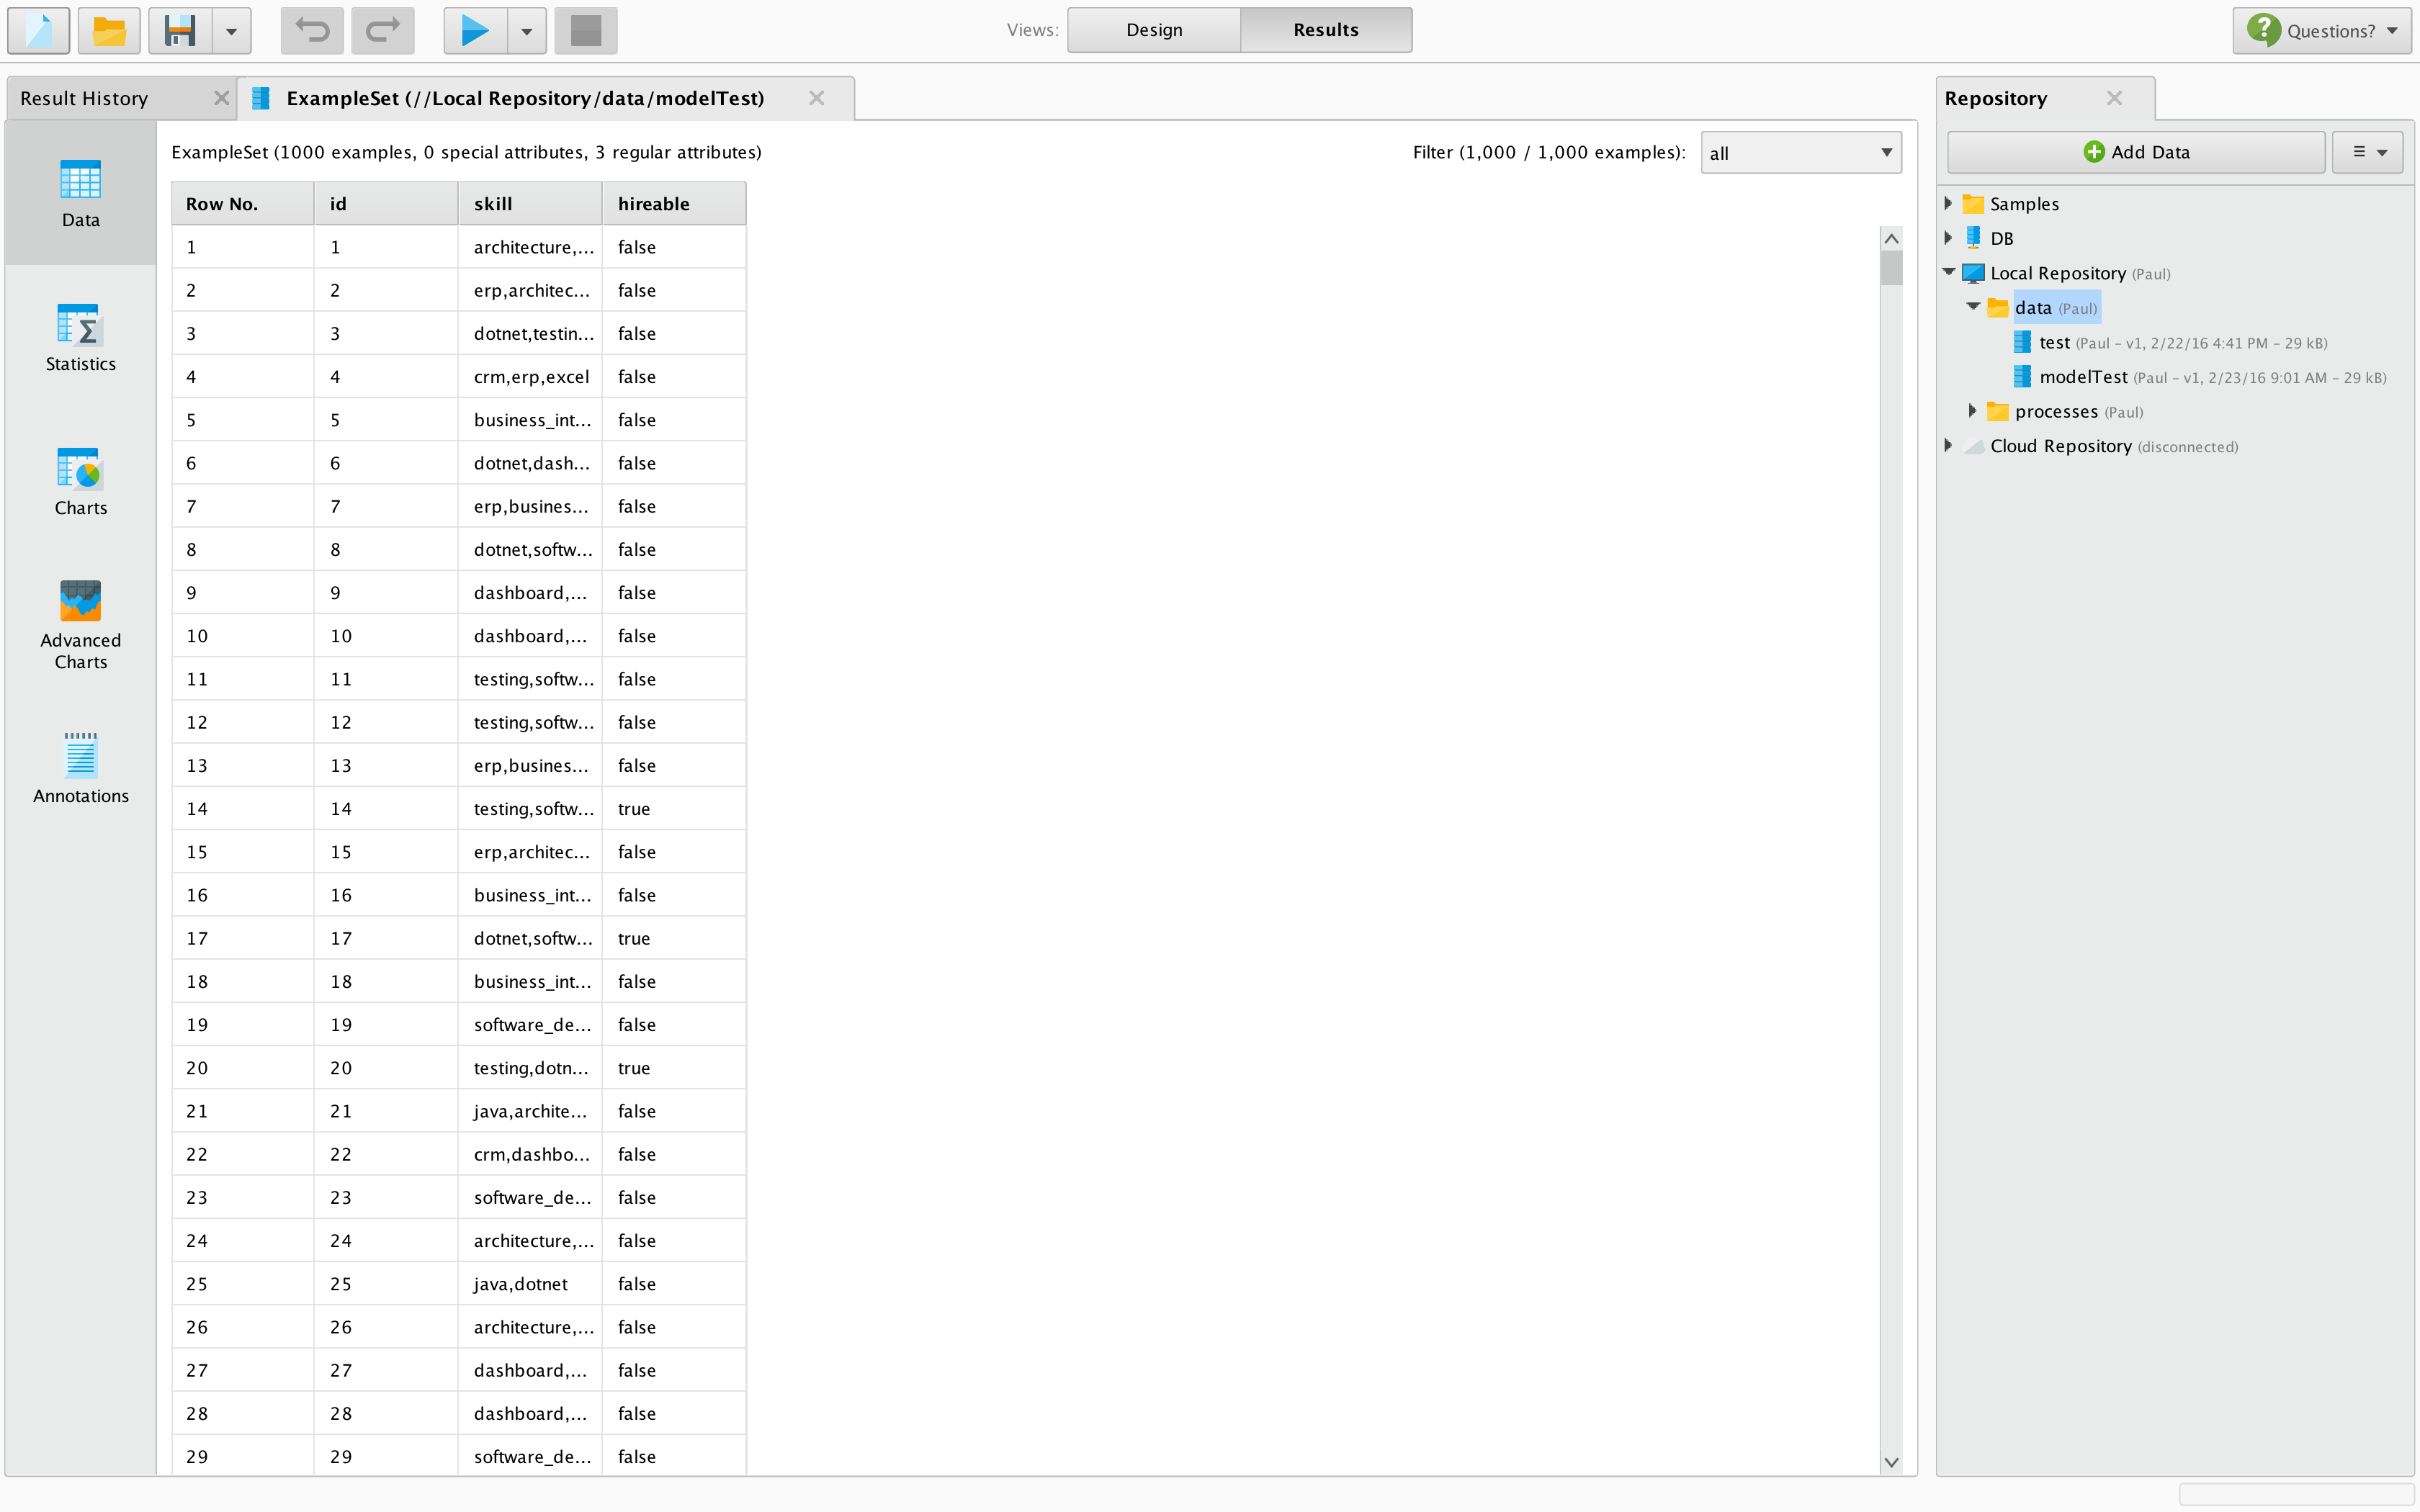 Views: Design Results Questions?
Result History ExampleSet (//Local Repository/data/modelTest) Repository
ExampleSet (1000 examples, 0 special attributes, 3 regular attributes) Filter (1,000 / 1,000 examples): all Add Data
Data
Statistics
Charts
Advanced
Charts
Annotations
Row No. id skill hireable
1 1 architecture,... false
2 2 erp,architec... false
3 3 dotnet,testin... false
4 4 crm,erp,excel false
5 5 business_int... false
6 6 dotnet,dash... false
7 7 erp,busines... false
8 8 dotnet,softw... false
9 9 dashboard,... false
10 10 dashboard,... false
11 11 testing,softw... false
12 12 testing,softw... false
13 13 erp,busines... false
14 14 testing,softw... true
15 15 erp,architec... false
16 16 business_int... false
17 17 dotnet,softw... true
18 18 business_int... false
19 19 software_de... false
20 20 testing,dotn... true
21 21 java,archite... false
22 22 crm,dashbo... false
23 23 software_de... false
24 24 architecture,... false
25 25 java,dotnet false
26 26 architecture,... false
27 27 dashboard,... false
28 28 dashboard,... false
29 29 software_de... false
Samples
DB
Local Repository (Paul)
data (Paul)
test (Paul – v1, 2/22/16 4:41 PM – 29 kB)
modelTest (Paul – v1, 2/23/16 9:01 AM – 29 kB)
processes (Paul)
Cloud Repository (disconnected)